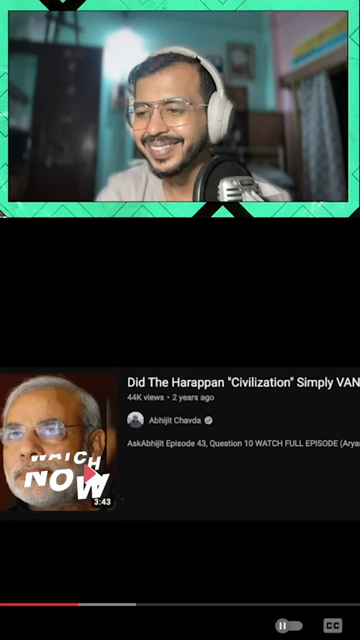 Did The Harappan "Civilization" Simply VAN
44K views • 2 years ago
Abhijit Chavda
AskAbhijit Episode 43, Question 10 WATCH FULL EPISODE (Arya
WATCH
NOW
3:43
CC